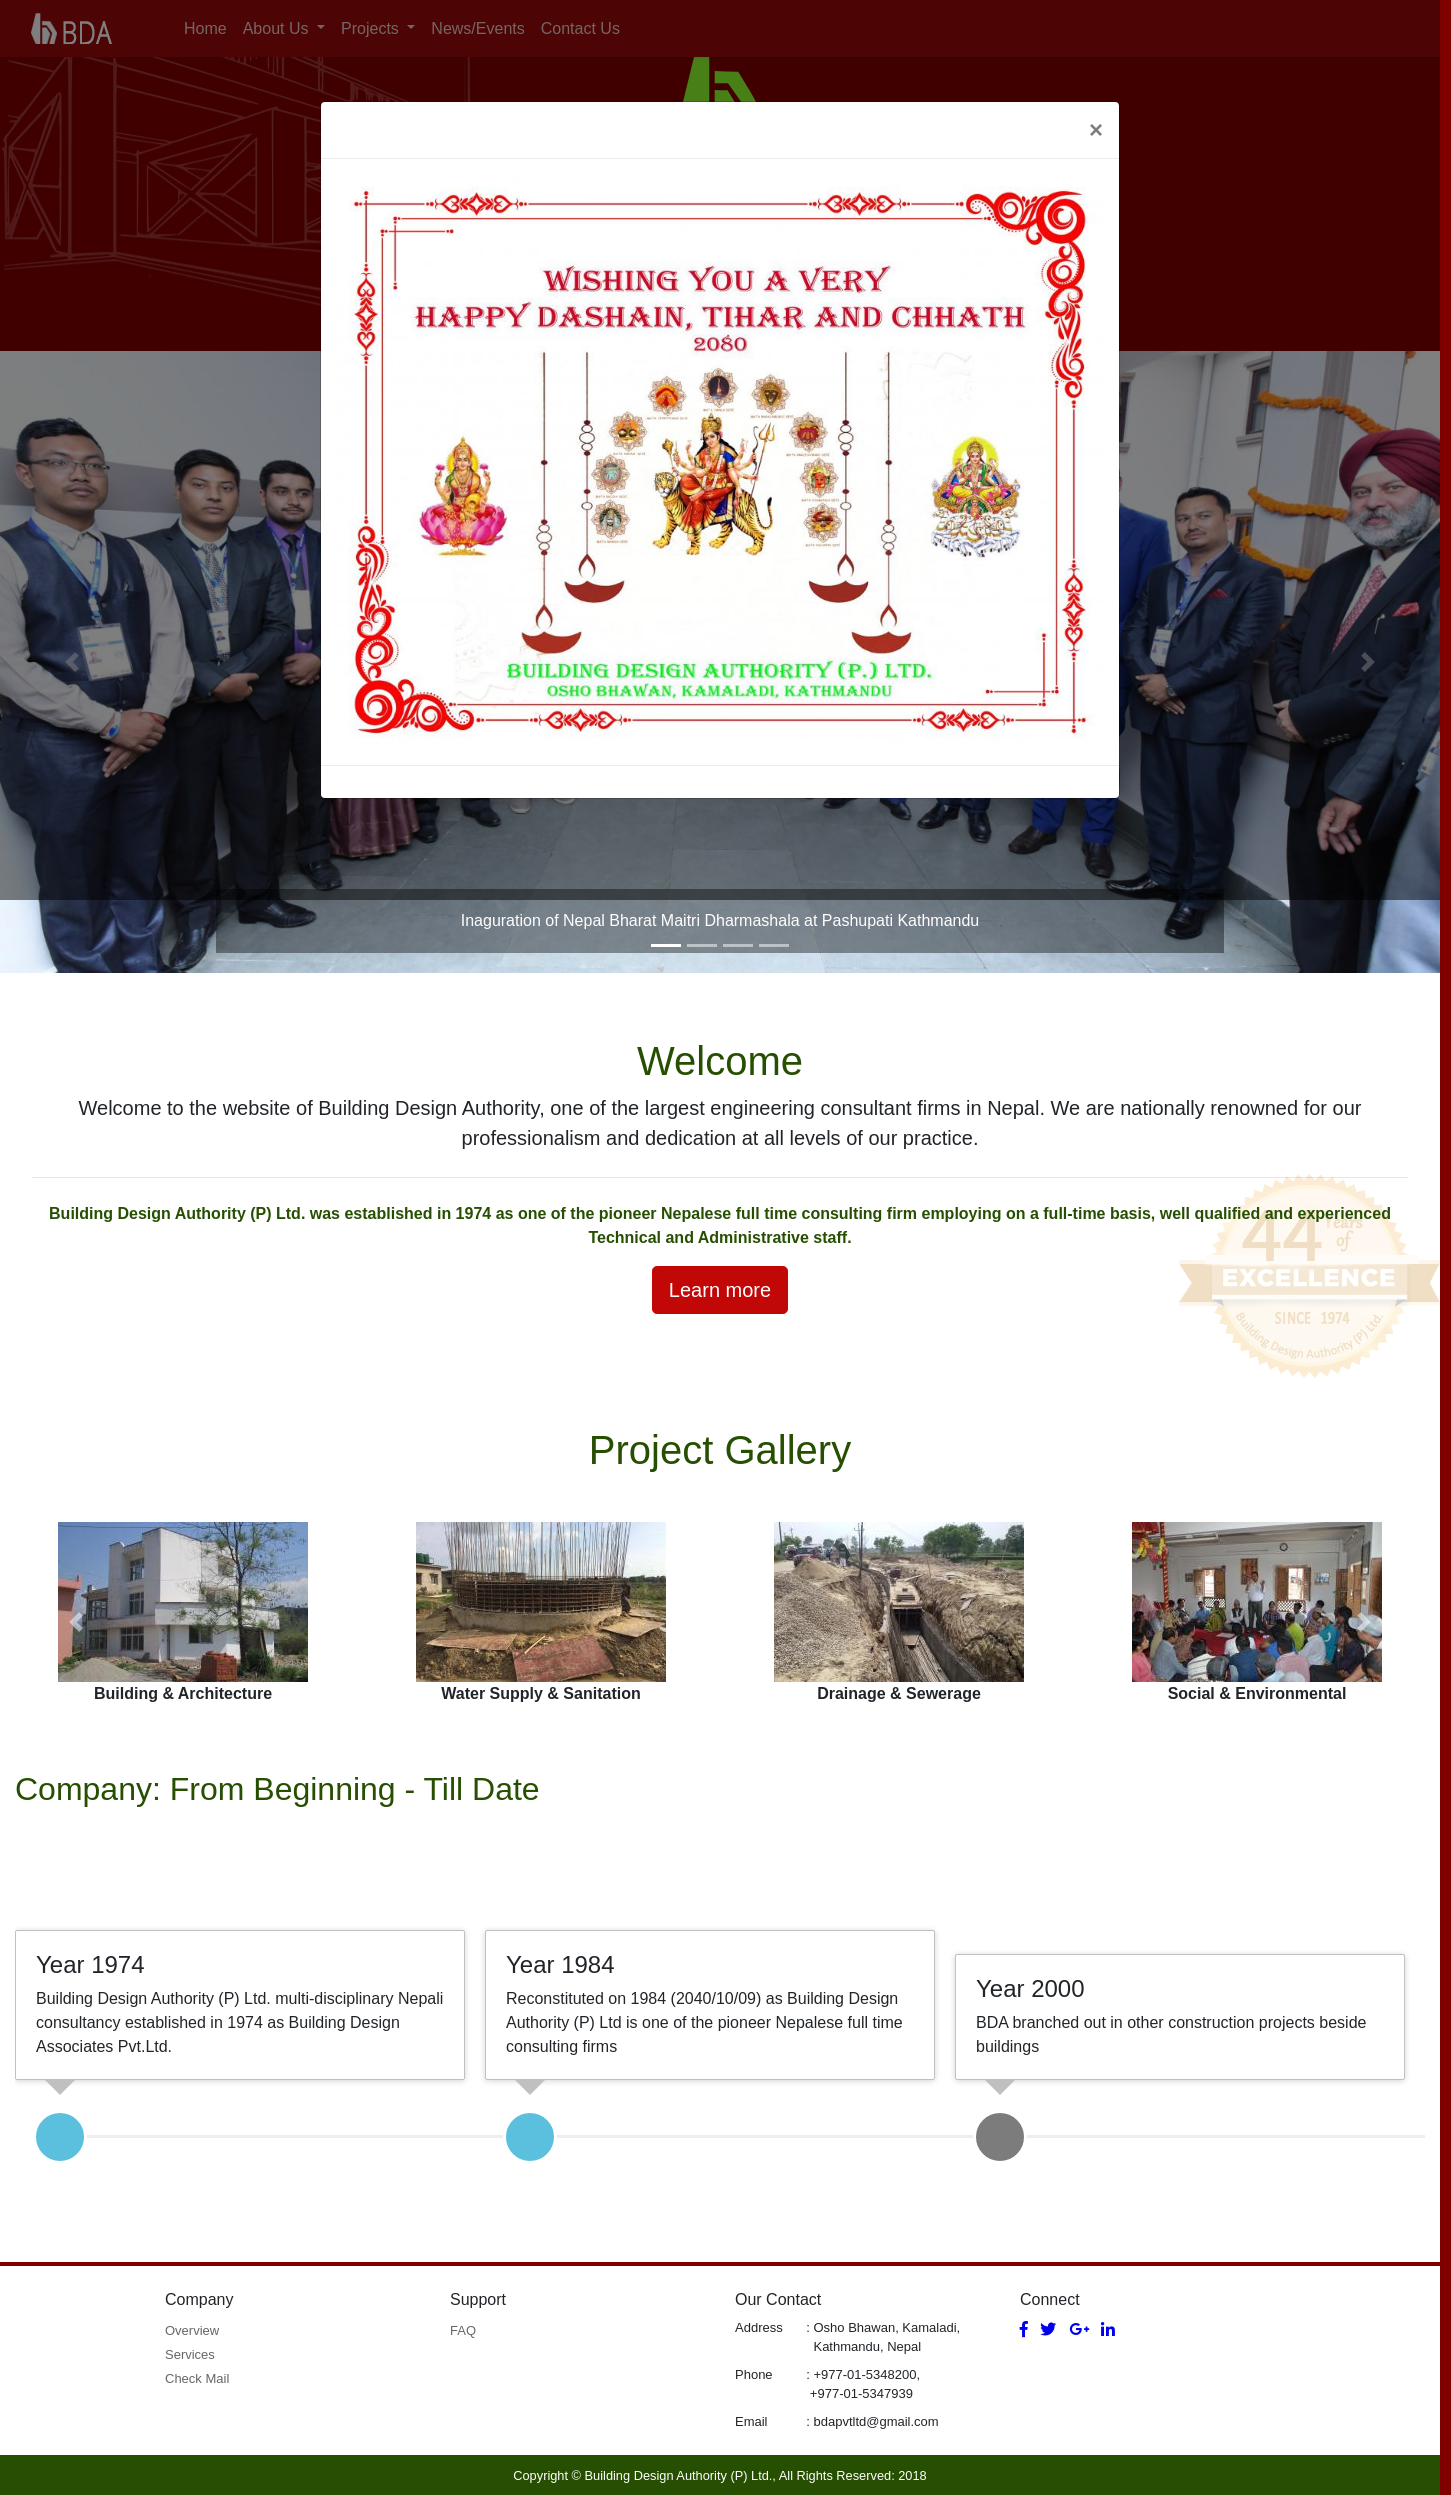 BDA
Home
About Us
Projects
News/Events
Contact Us
×
WISHING YOU A VERY
HAPPY DASHAIN, TIHAR AND CHHATH
2080
BUILDING DESIGN AUTHORITY (P.) LTD.
OSHO BHAWAN, KAMALADI, KATHMANDU
Inaguration of Nepal Bharat Maitri Dharmashala at Pashupati Kathmandu
Welcome
Welcome to the website of Building Design Authority, one of the largest engineering consultant firms in Nepal. We are nationally renowned for our
professionalism and dedication at all levels of our practice.
Building Design Authority (P) Ltd. was established in 1974 as one of the pioneer Nepalese full time consulting firm employing on a full-time basis, well qualified and experienced
Technical and Administrative staff.
Learn more
44 Years
of
EXCELLENCE
SINCE 1974
Building Design Authority (P) Ltd.
Project Gallery
Building & Architecture
Water Supply & Sanitation
Drainage & Sewerage
Social & Environmental
Company: From Beginning - Till Date
Year 1974
Building Design Authority (P) Ltd. multi-disciplinary Nepali
consultancy established in 1974 as Building Design
Associates Pvt.Ltd.
Year 1984
Reconstituted on 1984 (2040/10/09) as Building Design
Authority (P) Ltd is one of the pioneer Nepalese full time
consulting firms
Year 2000
BDA branched out in other construction projects beside
buildings
Company
Overview
Services
Check Mail
Support
FAQ
Our Contact
Address : Osho Bhawan, Kamaladi,
Kathmandu, Nepal
Phone : +977-01-5348200,
+977-01-5347939
Email : bdapvtltd@gmail.com
Connect
Copyright © Building Design Authority (P) Ltd., All Rights Reserved: 2018